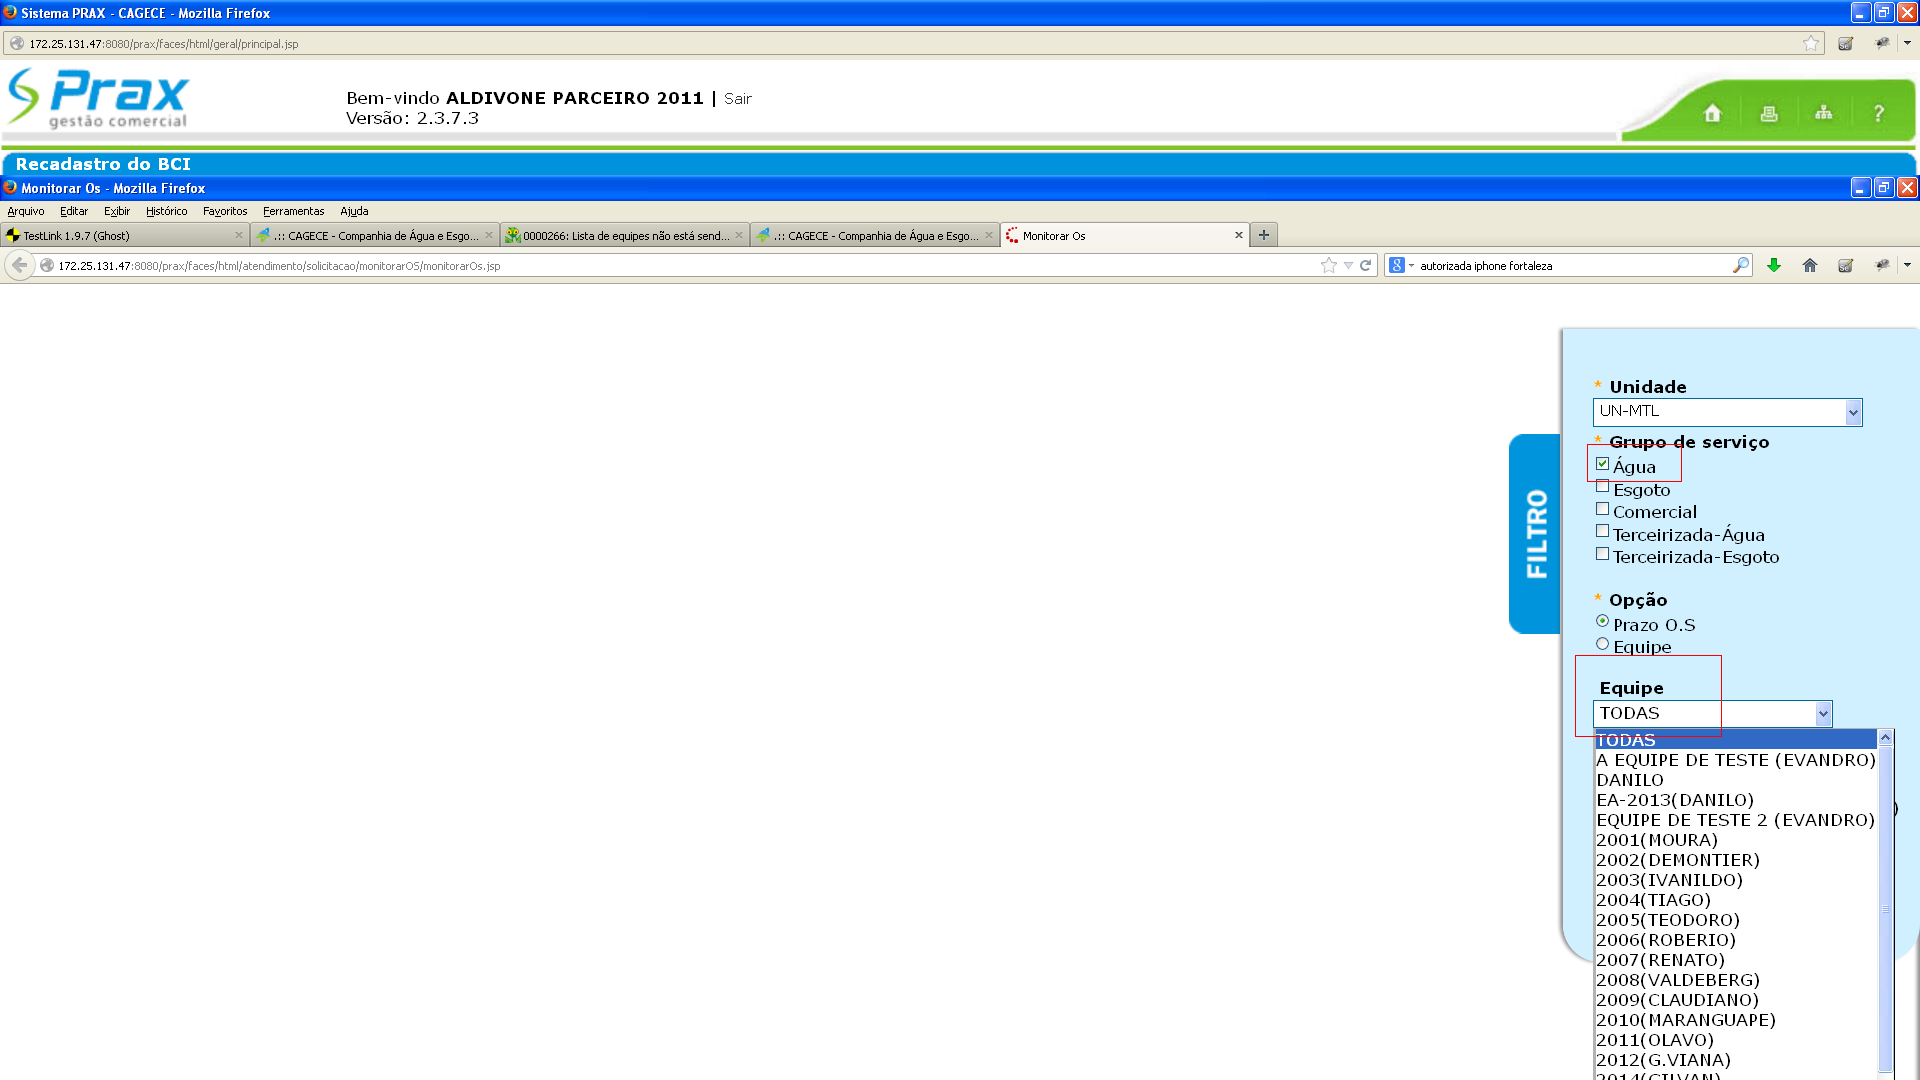 Sistema PRAX - CAGECE - Mozilla Firefox
172.25.131.47:8080/prax/faces/html/geral/principal.jsp
Prax
gestão comercial
Bem-vindo ALDIVONE PARCEIRO 2011 | Sair
Versão: 2.3.7.3
?
Recadastro do BCI
Monitorar Os - Mozilla Firefox
Arquivo Editar Exibir Histórico Favoritos Ferramentas Ajuda
TestLink 1.9.7 (Ghost)
.:: CAGECE - Companhia de Água e Esgo...
0000266: Lista de equipes não está send...
.:: CAGECE - Companhia de Água e Esgo...
Monitorar Os
172.25.131.47:8080/prax/faces/html/atendimento/solicitacao/monitorarOS/monitorarOs.jsp
autorizada iphone fortaleza
FILTRO
* Unidade
UN-MTL
* Grupo de serviço
Água
Esgoto
Comercial
Terceirizada-Água
Terceirizada-Esgoto
* Opção
Prazo O.S
Equipe
Equipe
TODAS
TODAS
A EQUIPE DE TESTE (EVANDRO)
DANILO
EA-2013(DANILO)
EQUIPE DE TESTE 2 (EVANDRO)
2001(MOURA)
2002(DEMONTIER)
2003(IVANILDO)
2004(TIAGO)
2005(TEODORO)
2006(ROBERIO)
2007(RENATO)
2008(VALDEBERG)
2009(CLAUDIANO)
2010(MARANGUAPE)
2011(OLAVO)
2012(G.VIANA)
2014(GILVAN)